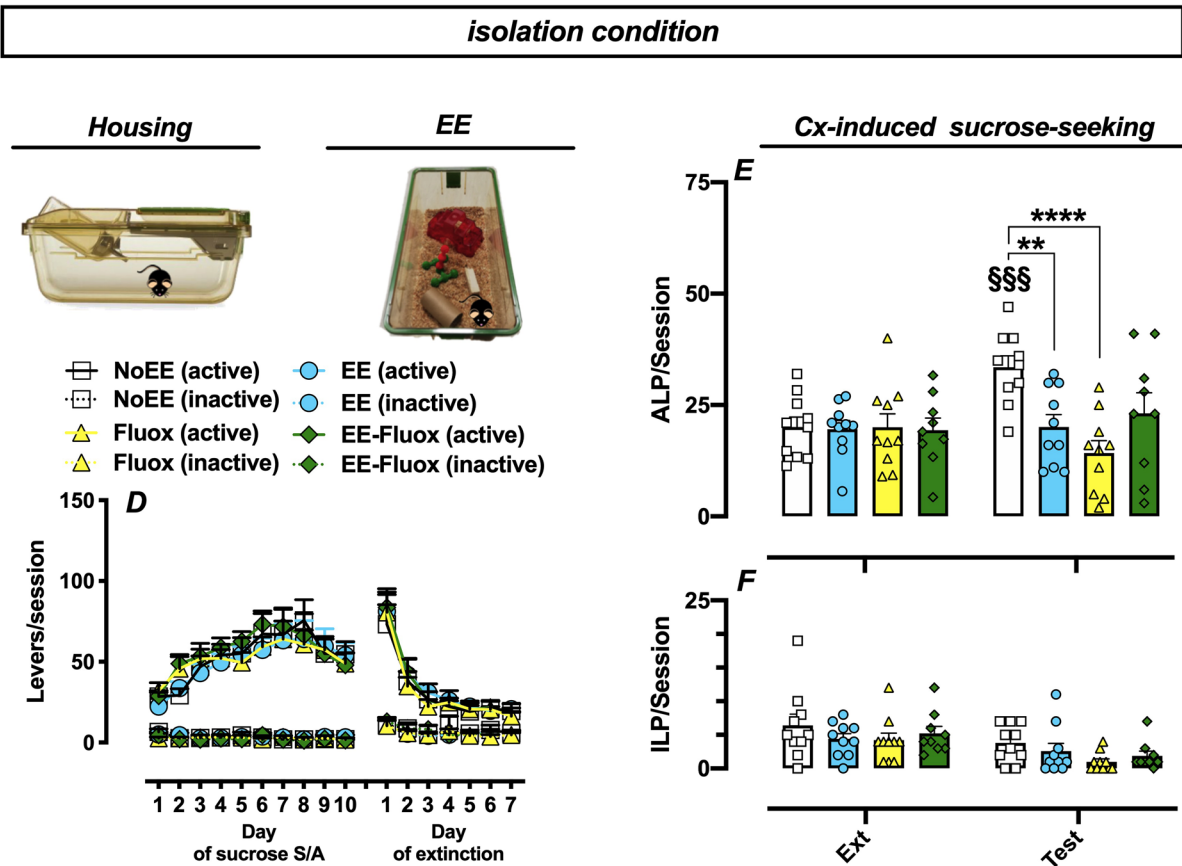 isolation condition
Housing
EE
Cx-induced sucrose-seeking
NoEE (active)
NoEE (inactive)
Fluox (active)
Fluox (inactive)
EE (active)
EE (inactive)
EE-Fluox (active)
EE-Fluox (inactive)
D
Levers/session
150
100
50
0
1 2 3 4 5 6 7 8 9 10
1 2 3 4 5 6 7
Day
of sucrose S/A
Day
of extinction
E
ALP/Session
75
50
25
0
****
**
§§§
F
ILP/Session
25
0
Ext
Test